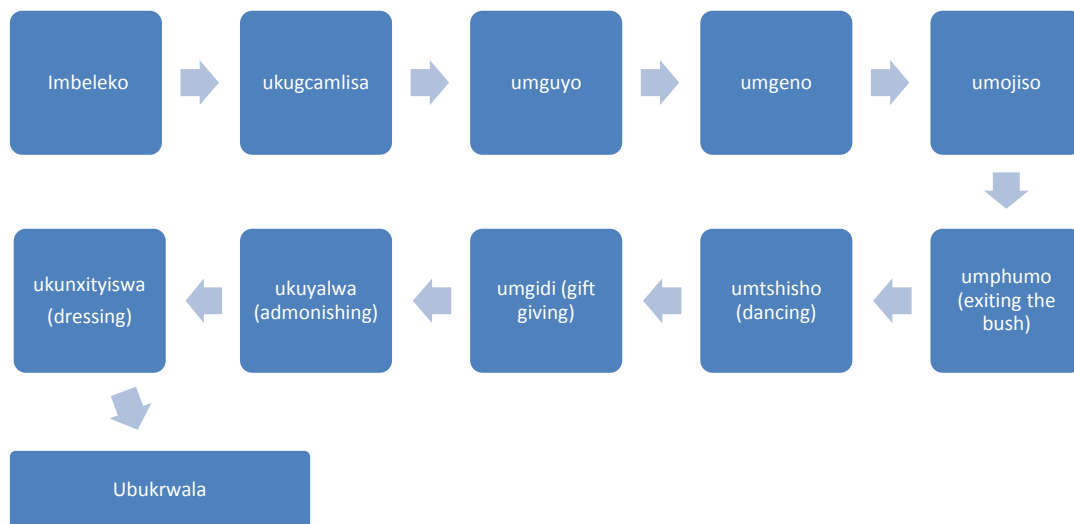 Imbeleko
ukugcamlisa
umguyo
umgeno
umojiso
umphumo
(exiting the
bush)
umtshisho
(dancing)
umgidi (gift
giving)
ukuyalwa
(admonishing)
ukunxityiswa
(dressing)
Ubukrwala